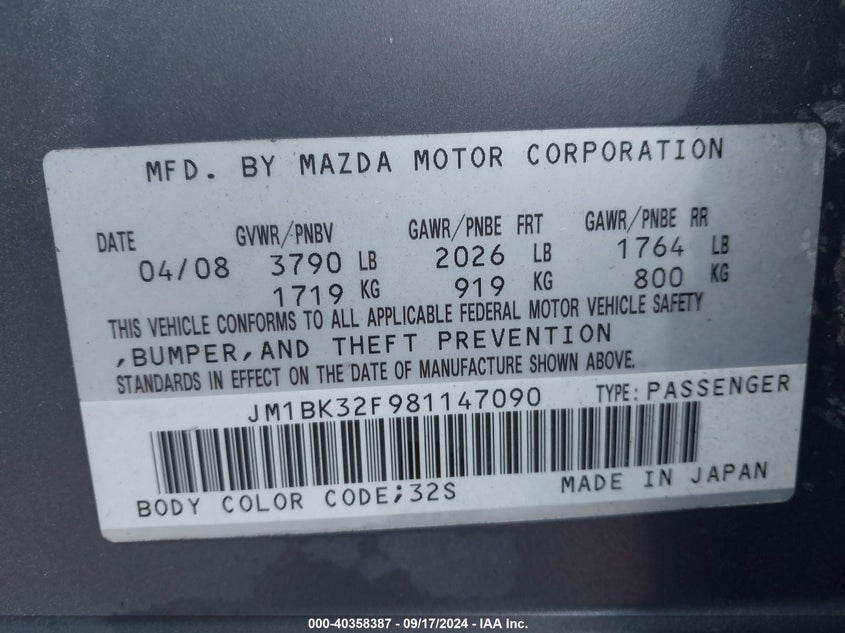 MFD. BY MAZDA MOTOR CORPORATION
DATE GVWR/PNBV GAWR/PNBE FRT GAWR/PNBE RR
04/08 3790 LB 2026 LB 1764 LB
1719 KG 919 KG 800 KG
THIS VEHICLE CONFORMS TO ALL APPLICABLE FEDERAL MOTOR VEHICLE SAFETY
,BUMPER,AND THEFT PREVENTION
STANDARDS IN EFFECT ON THE DATE OF MANUFACTURE SHOWN ABOVE.
JM1BK32F981147090 TYPE: PASSENGER
BODY COLOR CODE;32S MADE IN JAPAN
000-40358387 - 09/17/2024 - IAA Inc.